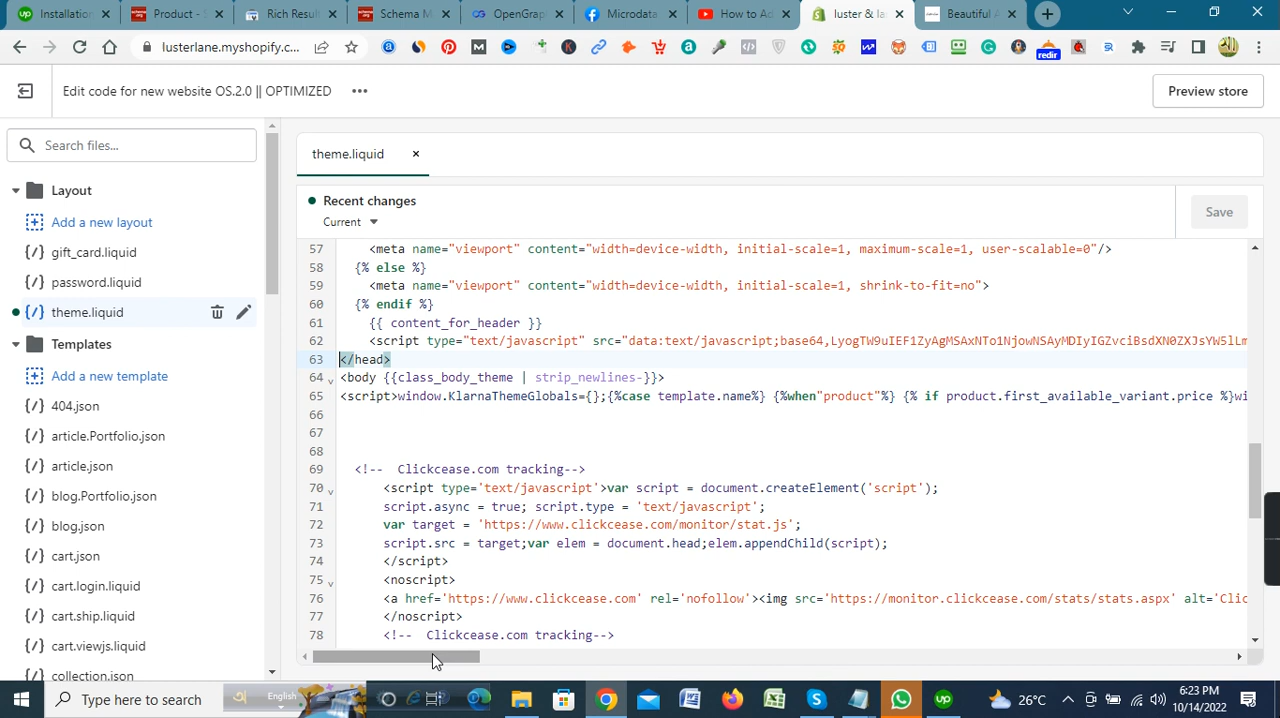 Installation
Product - S
Rich Result
Schema M
OpenGrap
Microdata
How to Ad
luster & la
Beautiful A
lusterlane.myshopify.c...
redir
Edit code for new website OS.2.0 || OPTIMIZED
Preview store
Search files...
theme.liquid
Layout
Recent changes
Current
Save
Add a new layout
gift_card.liquid
password.liquid
theme.liquid
Templates
Add a new template
404.json
article.Portfolio.json
article.json
blog.Portfolio.json
blog.json
cart.json
cart.login.liquid
cart.ship.liquid
cart.viewjs.liquid
collection.json
57 <meta name="viewport" content="width=device-width, initial-scale=1, maximum-scale=1, user-scalable=0"/>
58 {% else %}
59 <meta name="viewport" content="width=device-width, initial-scale=1, shrink-to-fit=no">
60 {% endif %}
61 {{ content_for_header }}
62 <script type="text/javascript" src="data:text/javascript;base64,LyogTW9uIEF1ZyAgMSAxNTo1NjowNSAyMDIyIGZvciBsdXN0ZXJsYW5lLm
63 </head>
64 <body {{class_body_theme | strip_newlines-}}>
65 <script>window.KlarnaThemeGlobals={};{%case template.name%} {%when"product"%} {% if product.first_available_variant.price %}wi
66
67
68
69 <!-- Clickcease.com tracking-->
70 <script type='text/javascript'>var script = document.createElement('script');
71 script.async = true; script.type = 'text/javascript';
72 var target = 'https://www.clickcease.com/monitor/stat.js';
73 script.src = target;var elem = document.head;elem.appendChild(script);
74 </script>
75 <noscript>
76 <a href='https://www.clickcease.com' rel='nofollow'><img src='https://monitor.clickcease.com/stats/stats.aspx' alt='Clic
77 </noscript>
78 <!-- Clickcease.com tracking-->
Type here to search
English
26°C
6:23 PM
10/14/2022